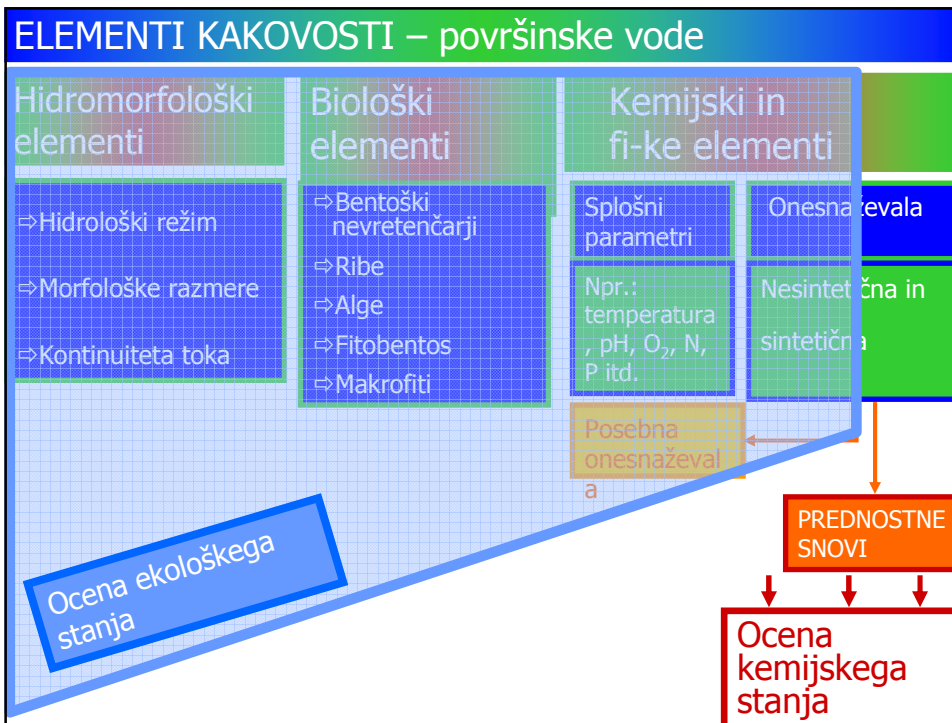 ELEMENTI KAKOVOSTI – površinske vode
Hidromorfološki
elementi
⇨Hidrološki režim
⇨Morfološke razmere
⇨Kontinuiteta toka
Biološki
elementi
⇨Bentoški
nevretenčarji
⇨Ribe
⇨Alge
⇨Fitobentos
⇨Makrofiti
Kemijski in
fi-ke elementi
Splošni
parametri
Npr.:
temperatura
, pH, O₂, N,
P itd.
Onesnaževala
Nesintetična in
sintetična
Posebna
onesnaževal
a
PREDNOSTNE
SNOVI
Ocena ekološkega
stanja
Ocena
kemijskega
stanja